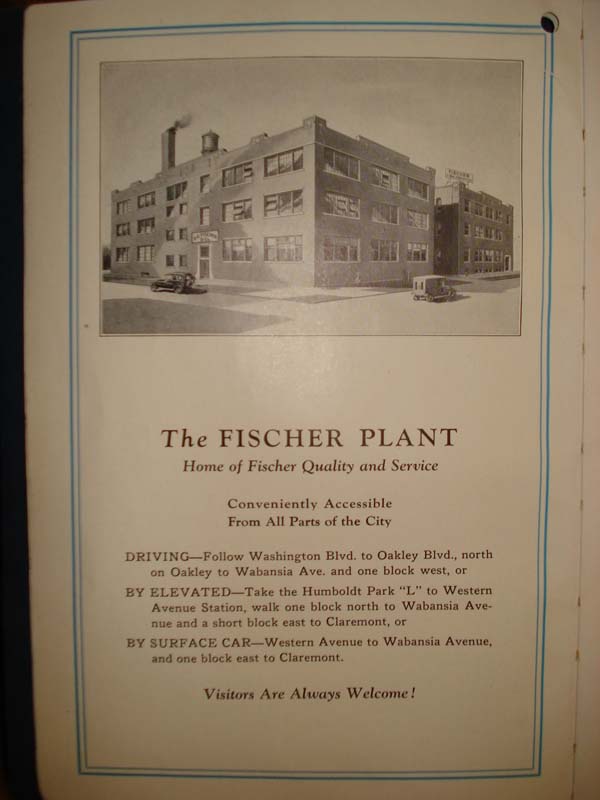 The FISCHER PLANT
Home of Fischer Quality and Service
Conveniently Accessible
From All Parts of the City
DRIVING—Follow Washington Blvd. to Oakley Blvd., north
on Oakley to Wabansia Ave. and one block west, or
BY ELEVATED—Take the Humboldt Park "L" to Western
Avenue Station, walk one block north to Wabansia Ave-
nue and a short block east to Claremont, or
BY SURFACE CAR—Western Avenue to Wabansia Avenue,
and one block east to Claremont.
Visitors Are Always Welcome!